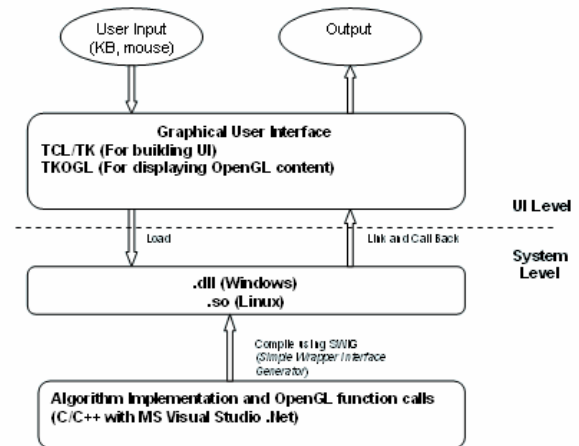 User Input
(KB, mouse)
Output
Graphical User Interface
TCL/TK (For building UI)
TKOGL (For displaying OpenGL content)
UI Level
Load
Link and Call Back
System
Level
.dll (Windows)
.so (Linux)
Compile using SWIG
(Simple Wrapper Interface
Generator)
Algorithm Implementation and OpenGL function calls
(C/C++ with MS Visual Studio .Net)